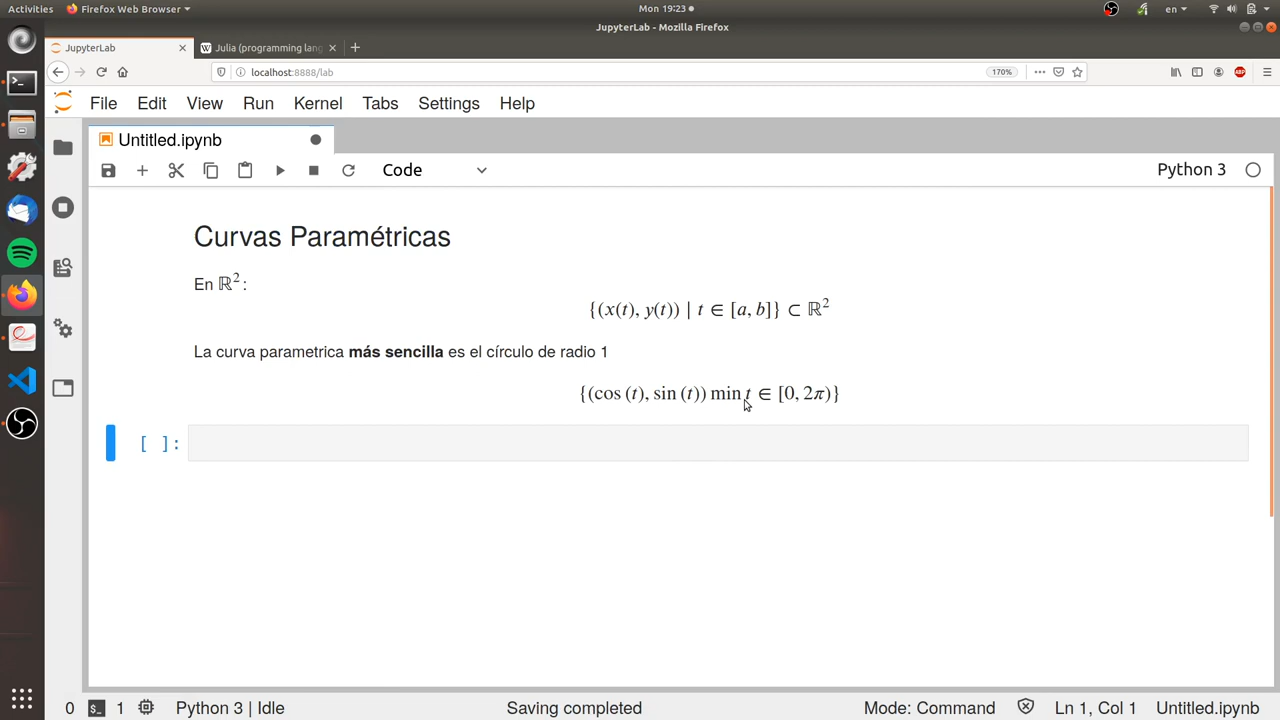 Activities Firefox Web Browser Mon 19:23 en
JupyterLab - Mozilla Firefox
JupyterLab Julia (programming lang
localhost:8888/lab 170% ABP
File Edit View Run Kernel Tabs Settings Help
Untitled.ipynb
Code Python 3
Curvas Paramétricas
En ℝ²:
{(x(t), y(t)) | t ∈ [a, b]} ⊂ ℝ²
La curva parametrica más sencilla es el círculo de radio 1
{(cos (t), sin (t)) min t ∈ [0, 2π)}
[ ]:
0 1 Python 3 | Idle Saving completed Mode: Command Ln 1, Col 1 Untitled.ipynb